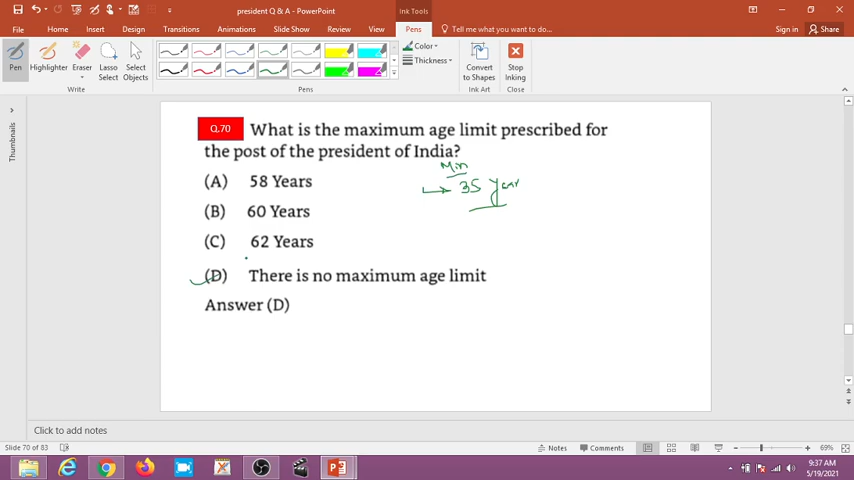 president Q & A - PowerPoint
Ink Tools
Sign in
Share
File
Home
Insert
Design
Transitions
Animations
Slide Show
Review
View
Pens
Tell me what you want to do...
Pen
Highlighter
Eraser
Lasso Select
Select Objects
Color
Thickness
Convert to Shapes
Stop Inking
Write
Pens
Ink Art
Close
Thumbnails
Q.70 What is the maximum age limit prescribed for
the post of the president of India?
Min
35 year
(A) 58 Years
(B) 60 Years
(C) 62 Years
(D) There is no maximum age limit
Answer (D)
Click to add notes
Slide 70 of 83
Notes
Comments
69%
9:37 AM
5/19/2021